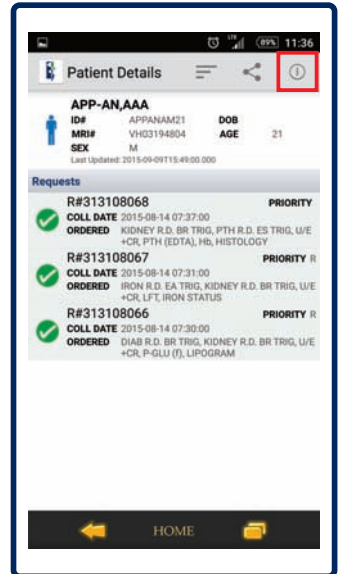 LTE 89% 11:36
Patient Details
APP-AN,AAA
ID# APPANAM21 DOB
MRI# VH03194804 AGE 21
SEX M
Last Updated: 2015-09-09T15:49:00.000
Requests
R#313108068 PRIORITY
COLL DATE 2015-08-14 07:37:00
ORDERED KIDNEY R.D. BR TRIG, PTH R.D. ES TRIG, U/E
+CR, PTH (EDTA), Hb, HISTOLOGY
R#313108067 PRIORITY R
COLL DATE 2015-08-14 07:31:00
ORDERED IRON R.D. EA TRIG, KIDNEY R.D. BR TRIG, U/E
+CR, LFT, IRON STATUS
R#313108066 PRIORITY R
COLL DATE 2015-08-14 07:30:00
ORDERED DIAB R.D. BR TRIG, KIDNEY R.D. BR TRIG, U/E
+CR, P-GLU (f), LIPOGRAM
HOME